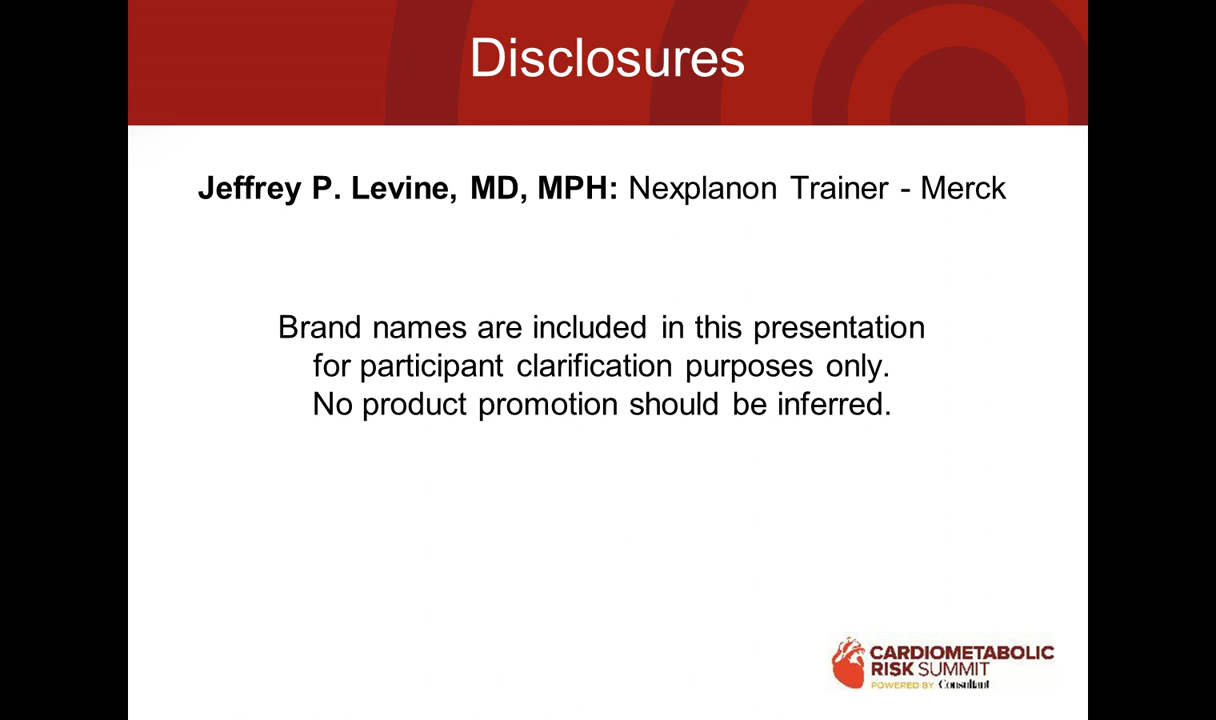 Disclosures
Jeffrey P. Levine, MD, MPH: Nexplanon Trainer - Merck
Brand names are included in this presentation
for participant clarification purposes only.
No product promotion should be inferred.
CARDIOMETABOLIC
RISK SUMMIT
POWERED BY Consultant